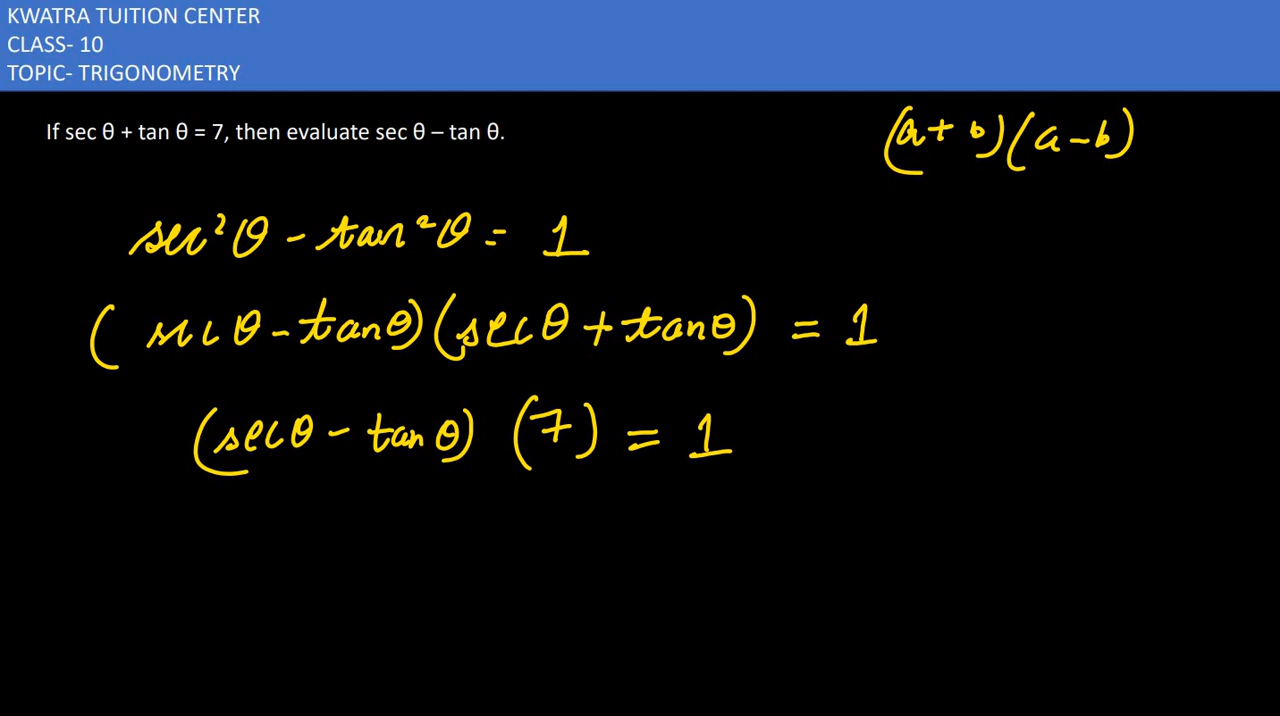 KWATRA TUITION CENTER
CLASS- 10
TOPIC- TRIGONOMETRY
If sec θ + tan θ = 7, then evaluate sec θ – tan θ.
(a + b)(a - b)
sec²θ - tan²θ = 1
(secθ - tanθ)(secθ + tanθ) = 1
(secθ - tanθ) (7) = 1